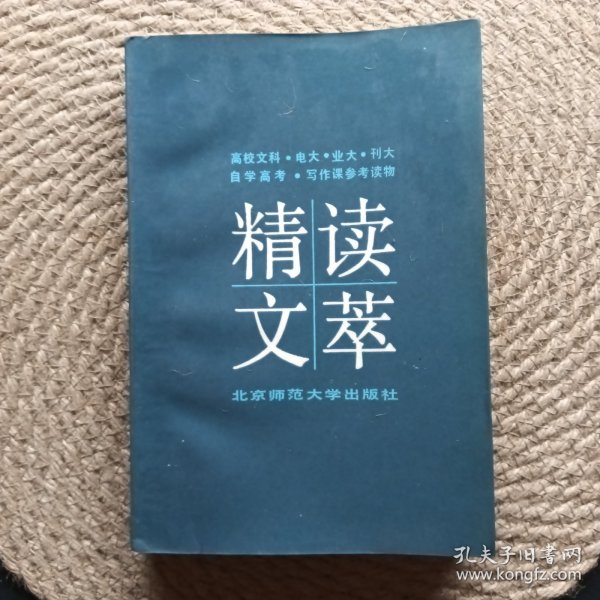 高校文科•电大•业大•刊大
自学高考•写作课参考读物
精读
文萃
北京师范大学出版社
孔夫子旧书网
www.kongfz.com